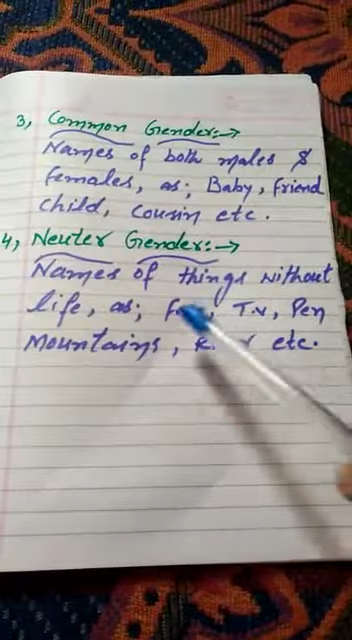 3, Common Gender:→
Names of both males &
females, as; Baby, friend
child, cousin etc.
4, Neuter Gender:→
Names of things without
life, as; T.V, Pen
Mountains, etc.